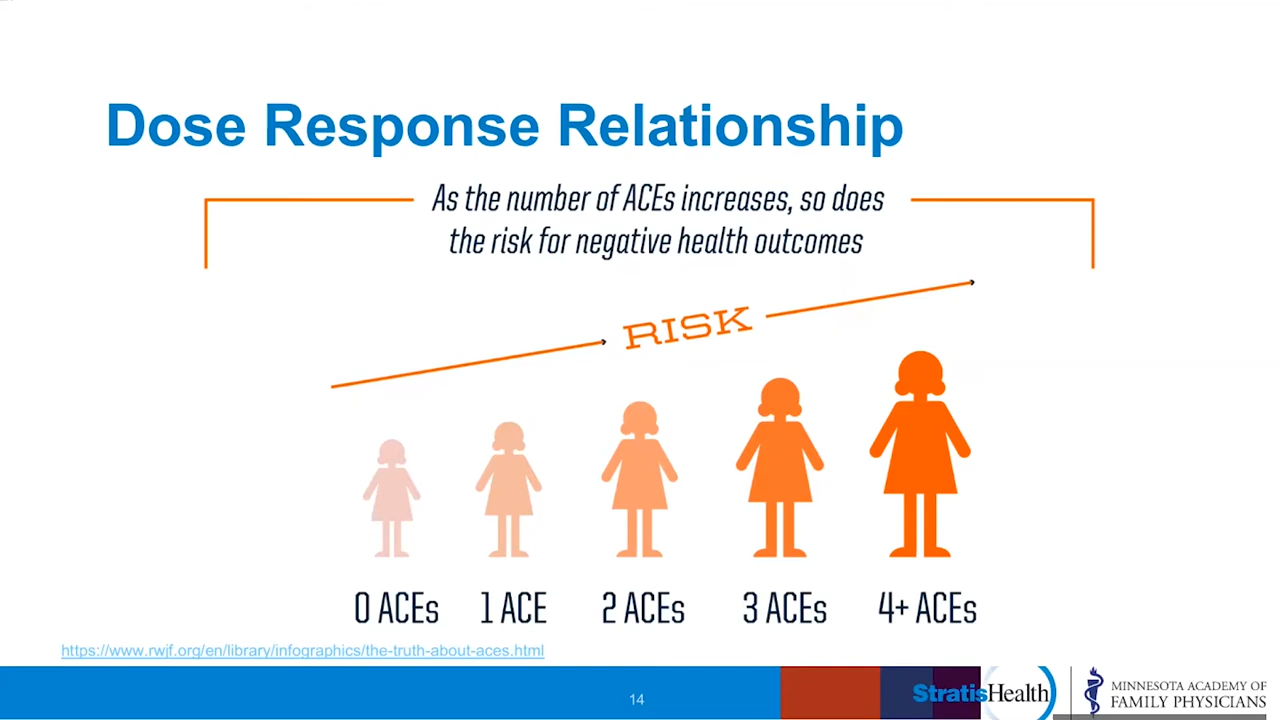 Dose Response Relationship
As the number of ACEs increases, so does
the risk for negative health outcomes
RISK
0 ACEs
1 ACE
2 ACEs
3 ACEs
4+ ACEs
https://www.rwjf.org/en/library/infographics/the-truth-about-aces.html
14
StratisHealth
MINNESOTA ACADEMY OF
FAMILY PHYSICIANS